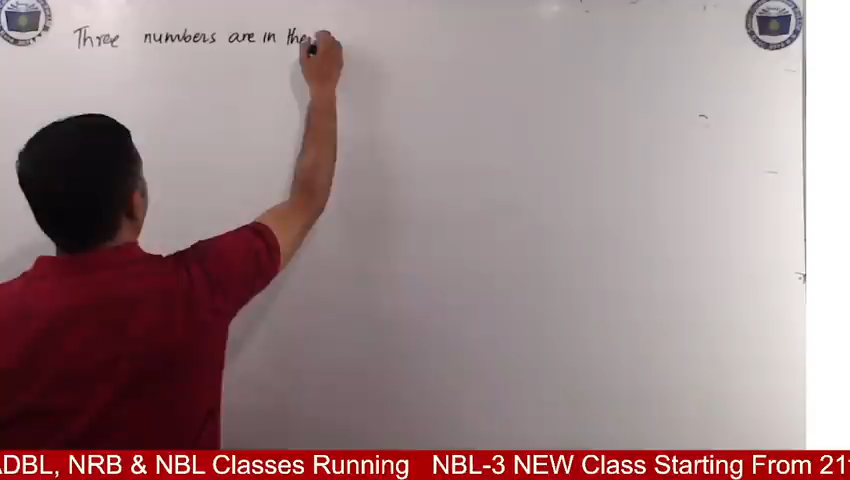 Three numbers are in the
ADBL, NRB & NBL Classes Running NBL-3 NEW Class Starting From 21